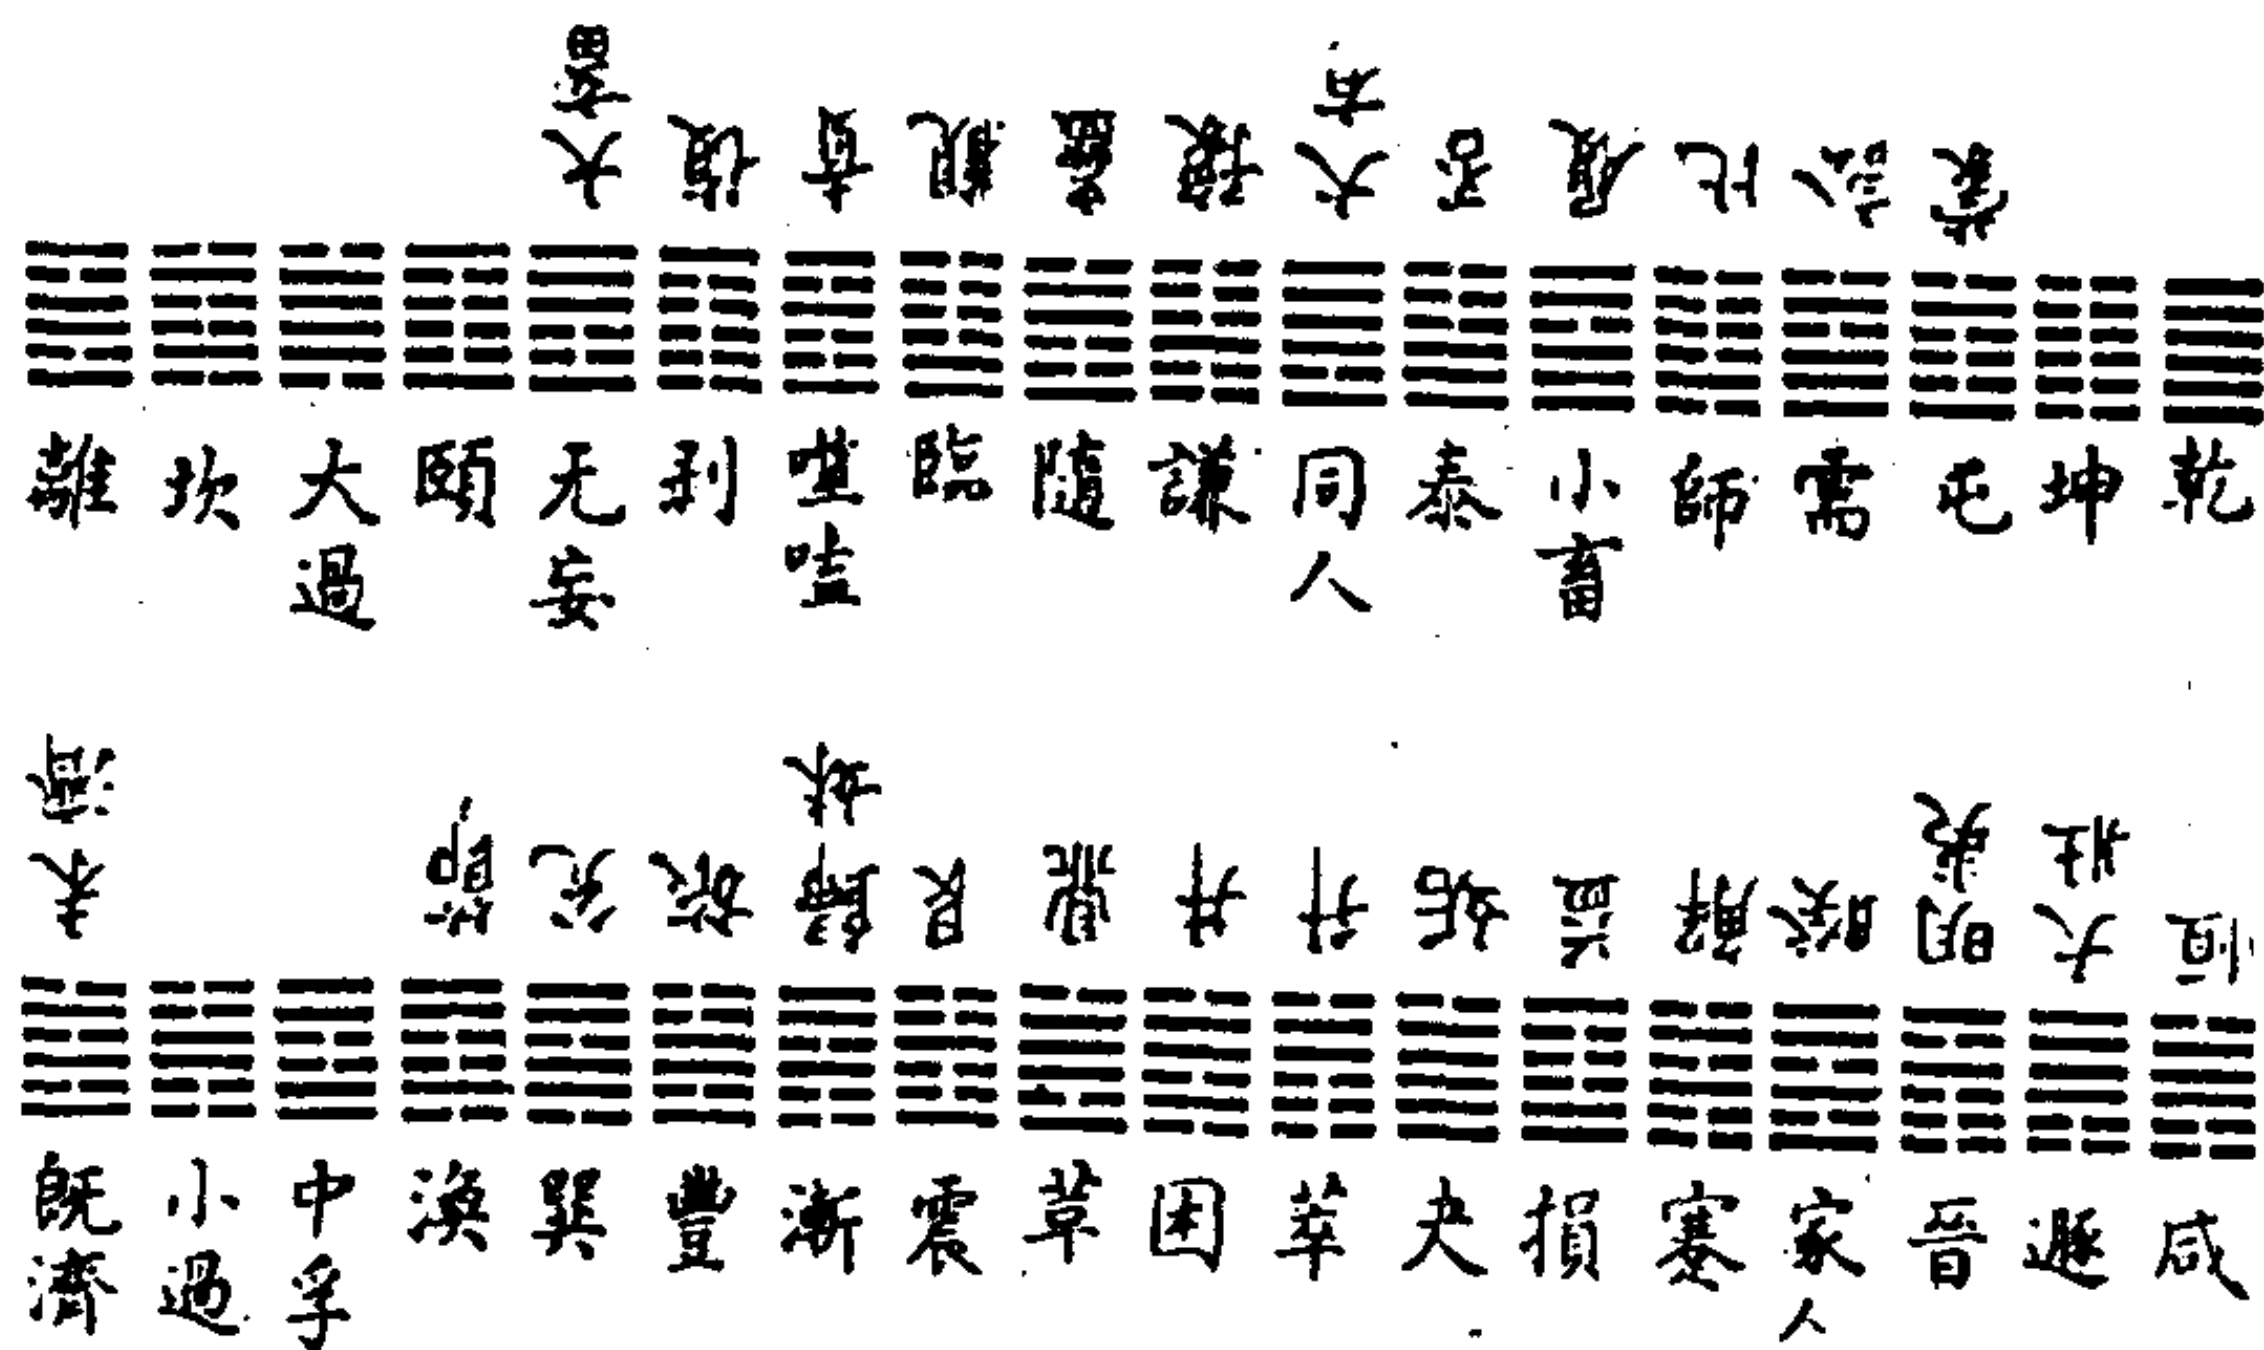 蒙 訟 比 履 否 大有 豫 蠱 觀 賁 復 大畜
乾 坤 屯 需 師 小畜 泰 同人 謙 隨 臨 噬嗑 剥 无妄 頤 大過 坎 離
恒 大壯 明夷 睽 解 益 姤 升 井 鼎 艮 歸妹 旅 兌 節 未濟
咸 遯 晉 家人 蹇 損 夬 萃 困 革 震 漸 豐 巽 渙 中孚 小過 既濟